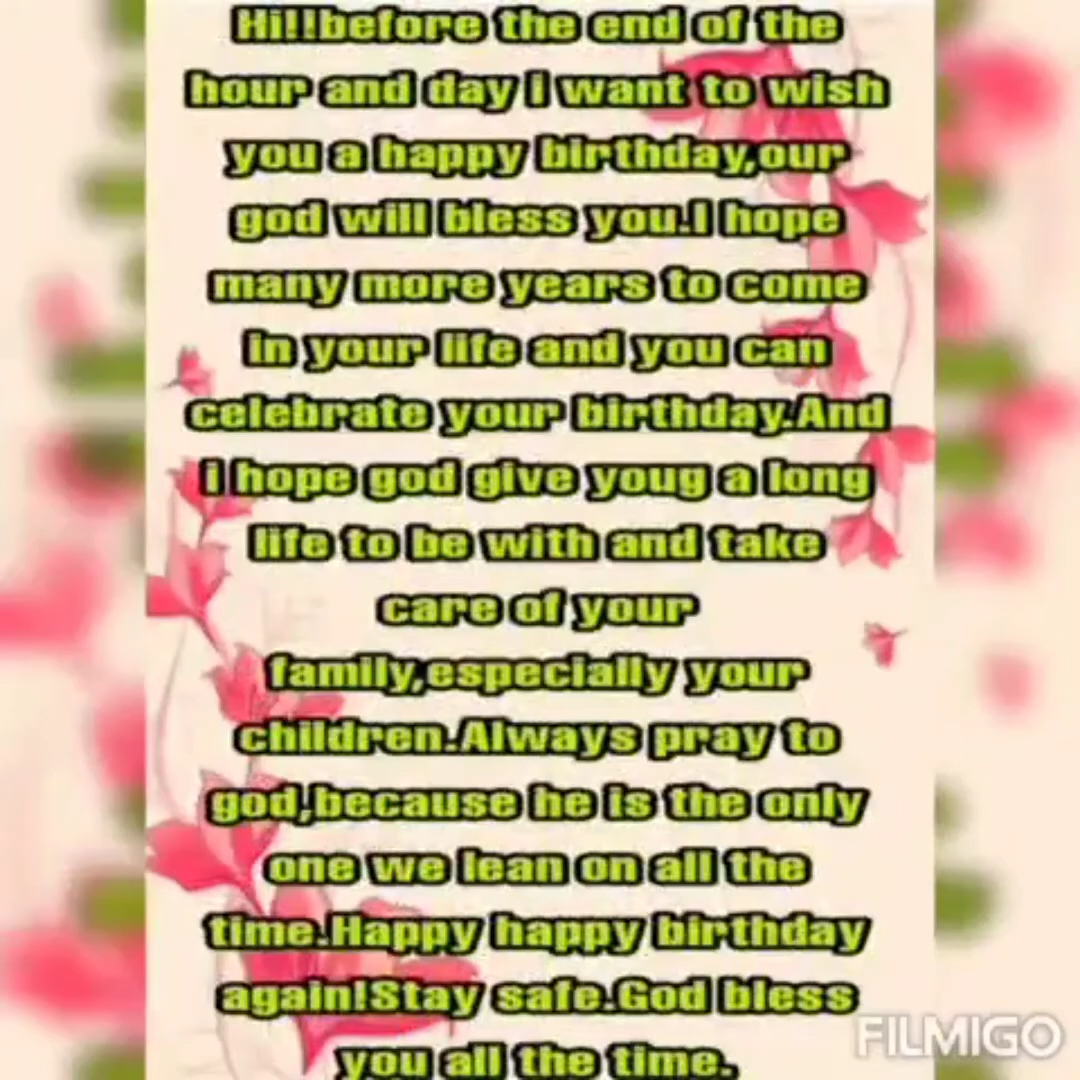 Hi!!before the end of the
hour and day i want to wish
you a happy birthday,our
god will bless you.I hope
many more years to come
in your life and you can
celebrate your birthday.And
i hope god give youg a long
life to be with and take
care of your
family,especially your
children.Always pray to
god,because he is the only
one we lean on all the
time.Happy happy birthday
again!Stay safe.God bless
you all the time.
FILMIGO